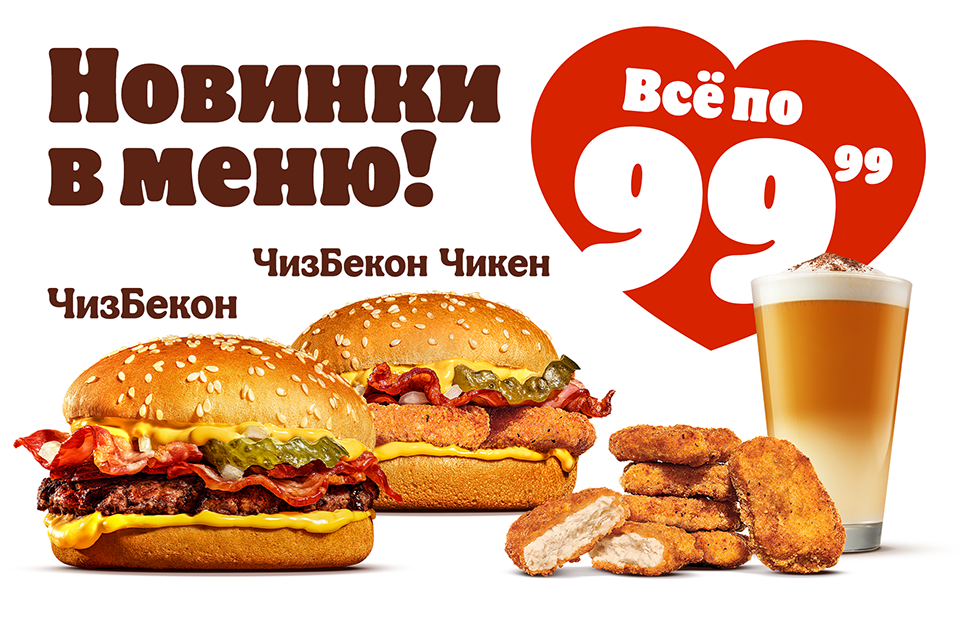 Новинки
в меню!
Всё по
99 99
ЧизБекон Чикен
ЧизБекон